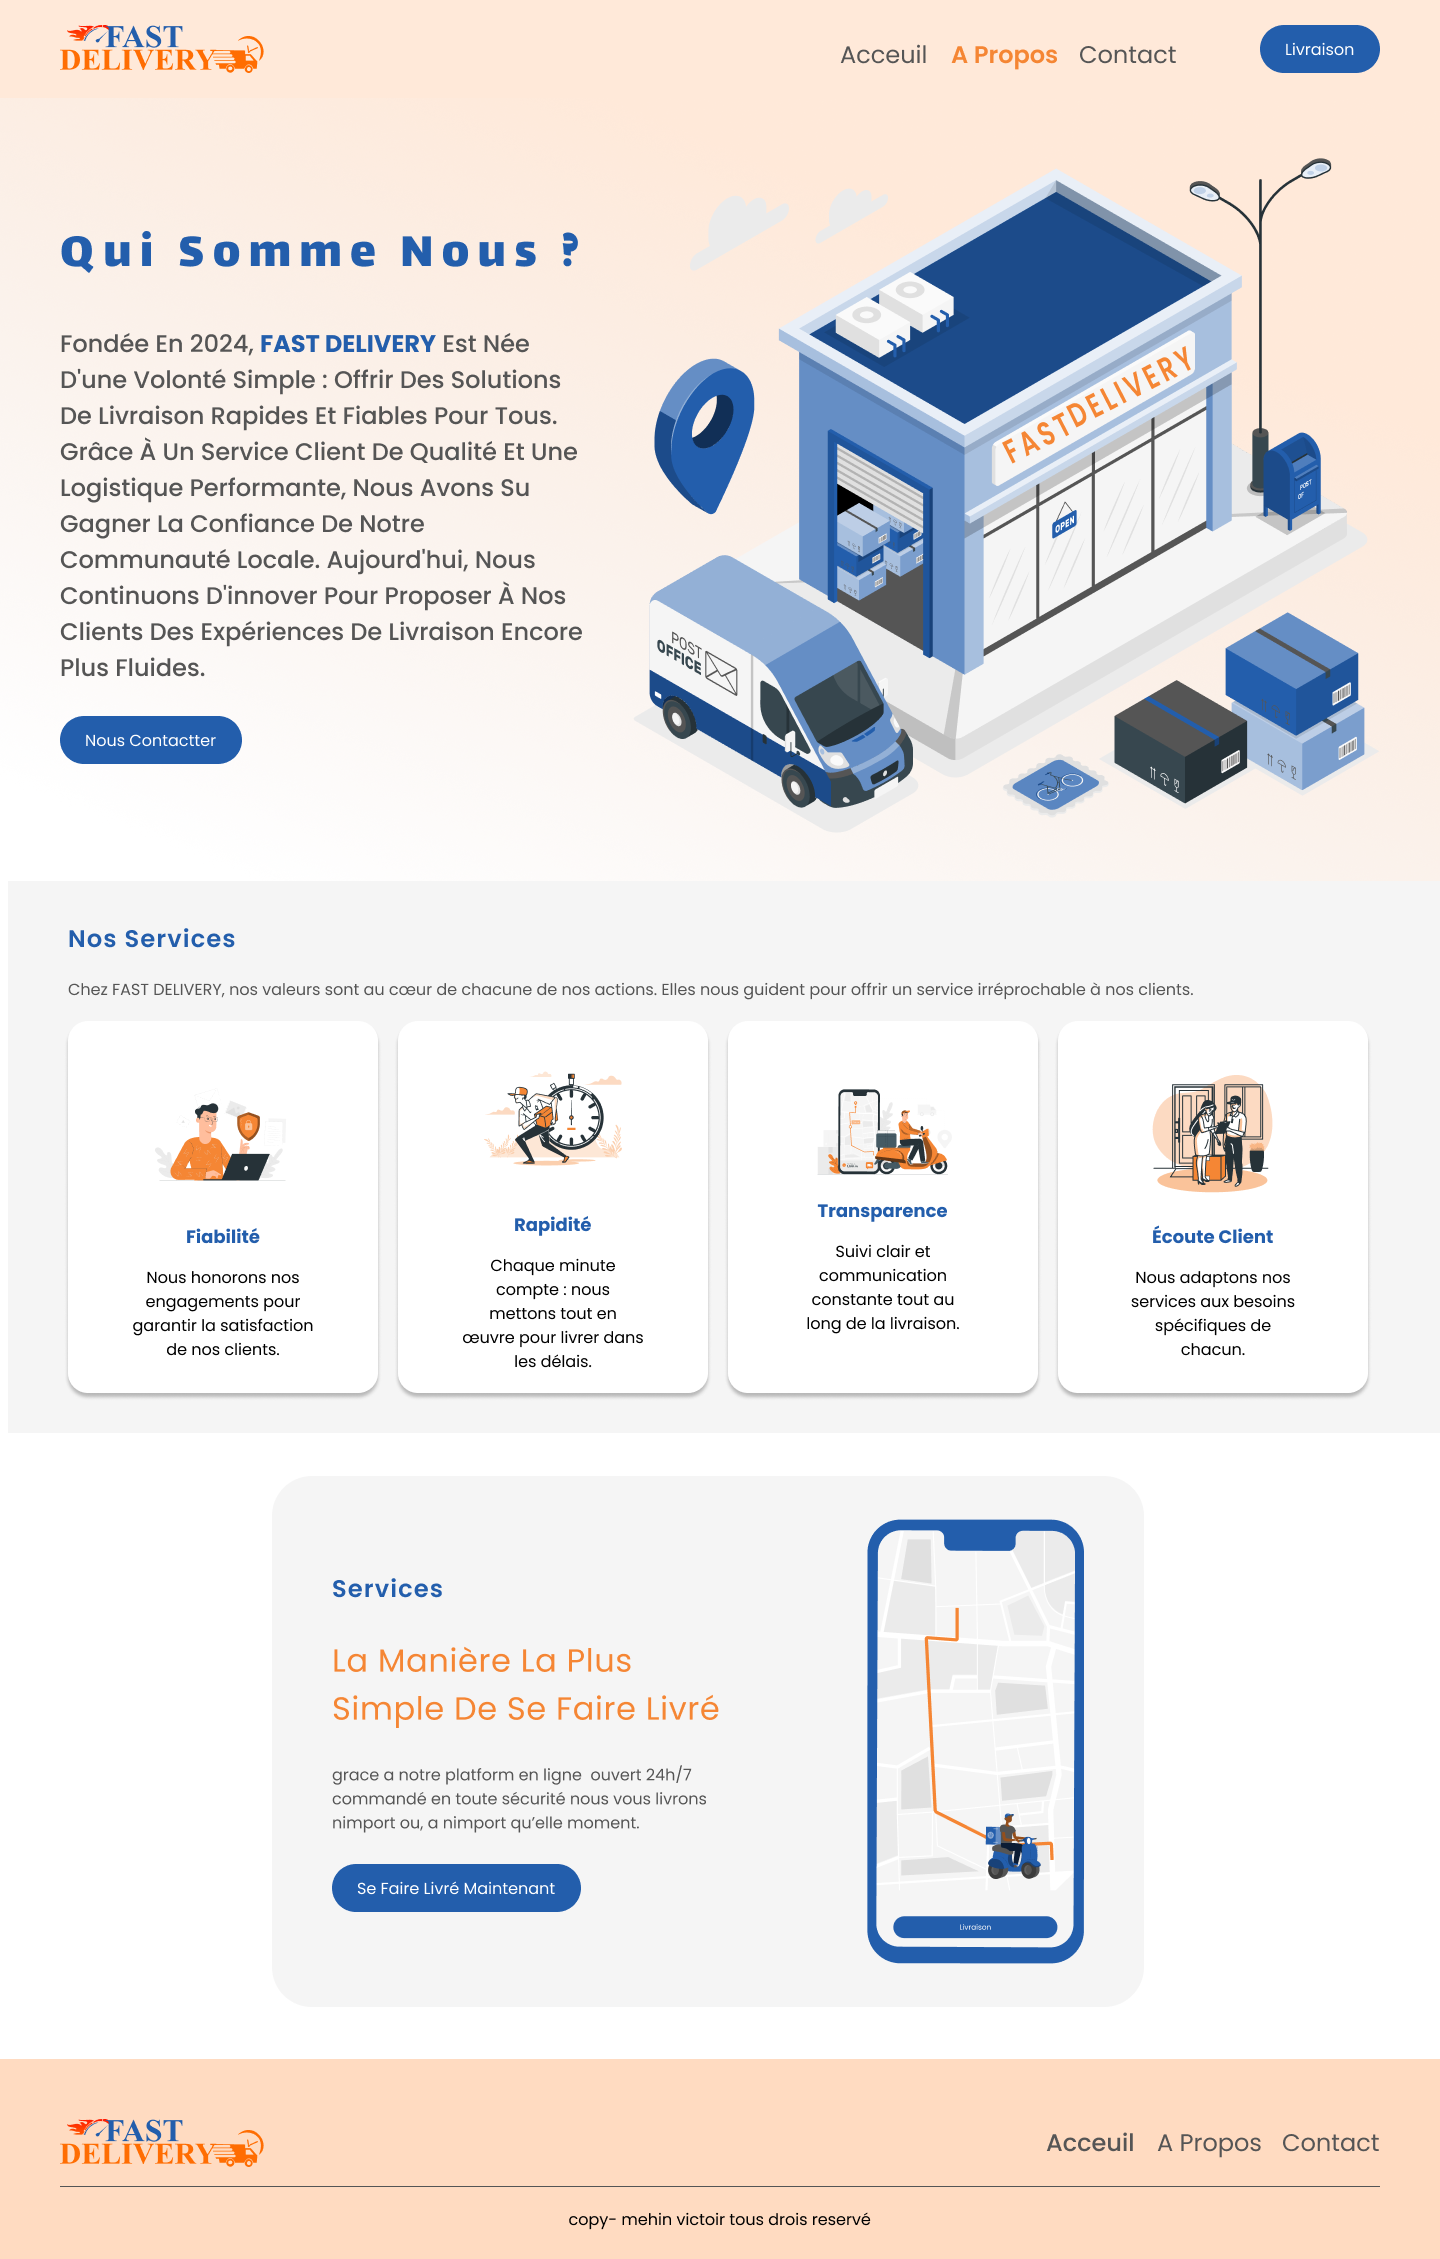 FAST
DELIVERY
Acceuil A Propos Contact
Livraison
Qui Somme Nous ?
Fondée En 2024, FAST DELIVERY Est Née
D'une Volonté Simple : Offrir Des Solutions
De Livraison Rapides Et Fiables Pour Tous.
Grâce À Un Service Client De Qualité Et Une
Logistique Performante, Nous Avons Su
Gagner La Confiance De Notre
Communauté Locale. Aujourd'hui, Nous
Continuons D'innover Pour Proposer À Nos
Clients Des Expériences De Livraison Encore
Plus Fluides.
Nous Contactter
FASTDELIVERY
OPEN
POST
OF
POST
OFFICE
Nos Services
Chez FAST DELIVERY, nos valeurs sont au cœur de chacune de nos actions. Elles nous guident pour offrir un service irréprochable à nos clients.
Fiabilité
Nous honorons nos
engagements pour
garantir la satisfaction
de nos clients.
Rapidité
Chaque minute
compte : nous
mettons tout en
œuvre pour livrer dans
les délais.
Transparence
Suivi clair et
communication
constante tout au
long de la livraison.
Écoute Client
Nous adaptons nos
services aux besoins
spécifiques de
chacun.
Services
La Manière La Plus
Simple De Se Faire Livré
grace a notre platform en ligne  ouvert 24h/7
commandé en toute sécurité nous vous livrons
nimport ou, a nimport qu’elle moment.
Se Faire Livré Maintenant
Livraison
FAST
DELIVERY
Acceuil A Propos Contact
copy- mehin victoir tous drois reservé